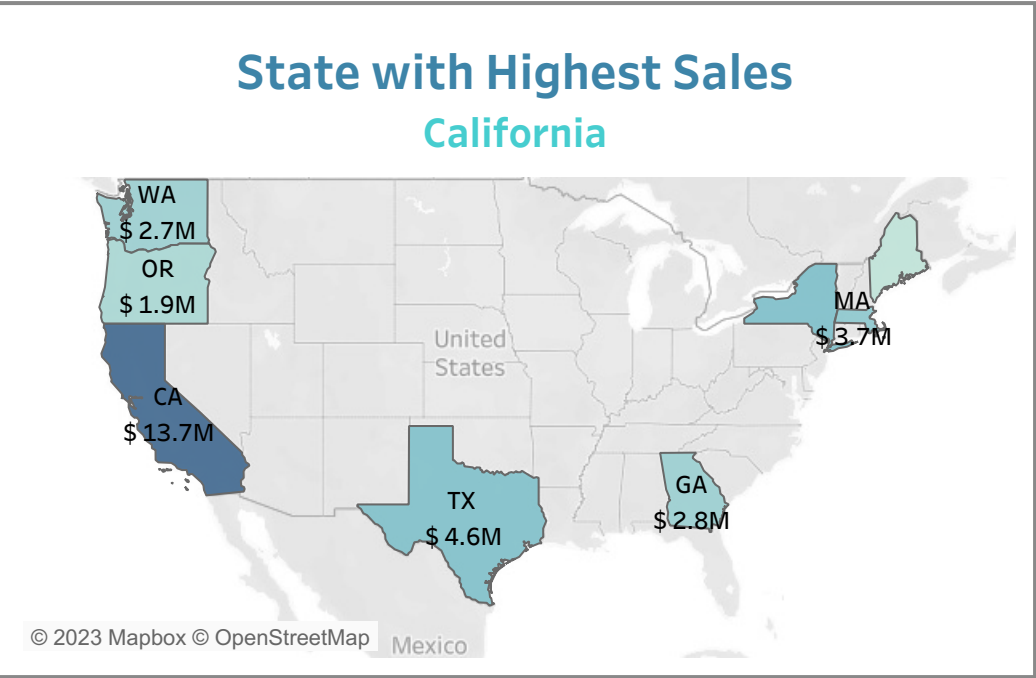 State with Highest Sales
California
WA
$ 2.7M
OR
$ 1.9M
MA
$ 3.7M
United
States
CA
$ 13.7M
TX
$ 4.6M
GA
$ 2.8M
© 2023 Mapbox © OpenStreetMap
Mexico